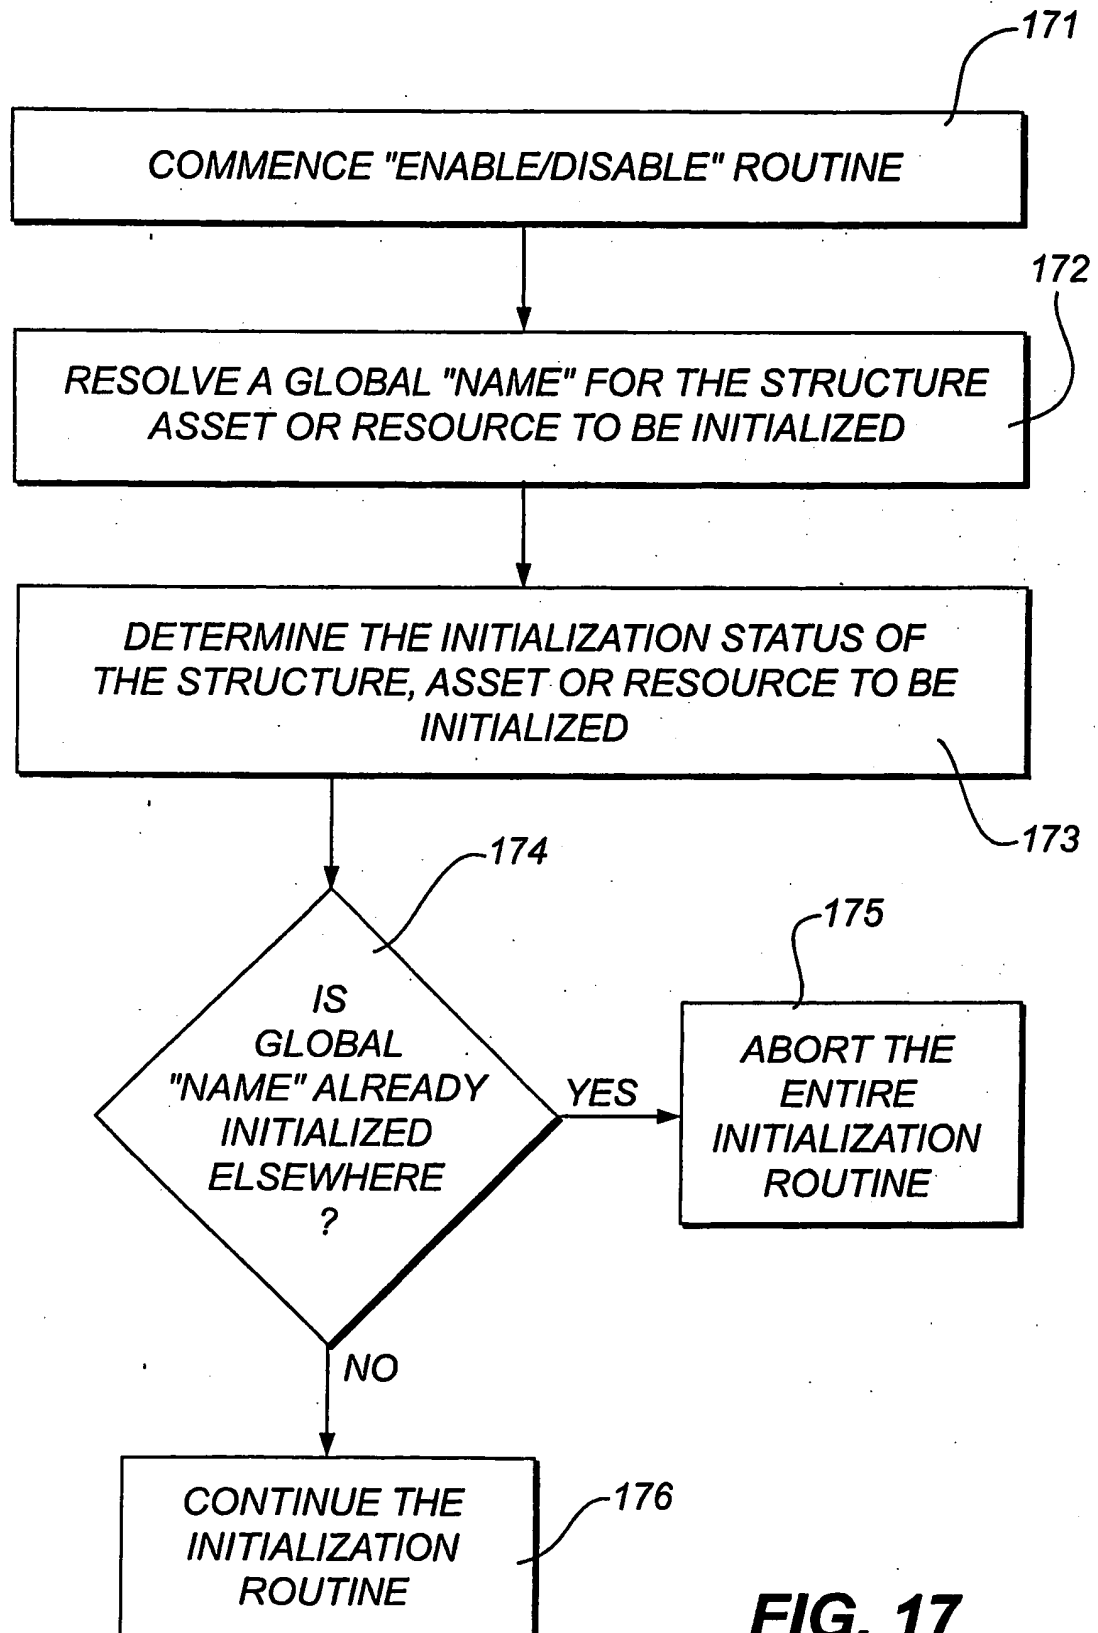 171
COMMENCE "ENABLE/DISABLE" ROUTINE
172
RESOLVE A GLOBAL "NAME" FOR THE STRUCTURE
ASSET OR RESOURCE TO BE INITIALIZED
DETERMINE THE INITIALIZATION STATUS OF
THE STRUCTURE, ASSET OR RESOURCE TO BE
INITIALIZED
173
174
IS
GLOBAL
"NAME" ALREADY
INITIALIZED
ELSEWHERE
?
YES
175
ABORT THE
ENTIRE
INITIALIZATION
ROUTINE
NO
CONTINUE THE
INITIALIZATION
ROUTINE
176
FIG. 17